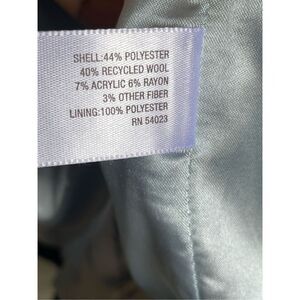 SHELL:44% POLYESTER
40% RECYCLED WOOL
7% ACRYLIC 6% RAYON
3% OTHER FIBER
LINING:100% POLYESTER
RN 54023